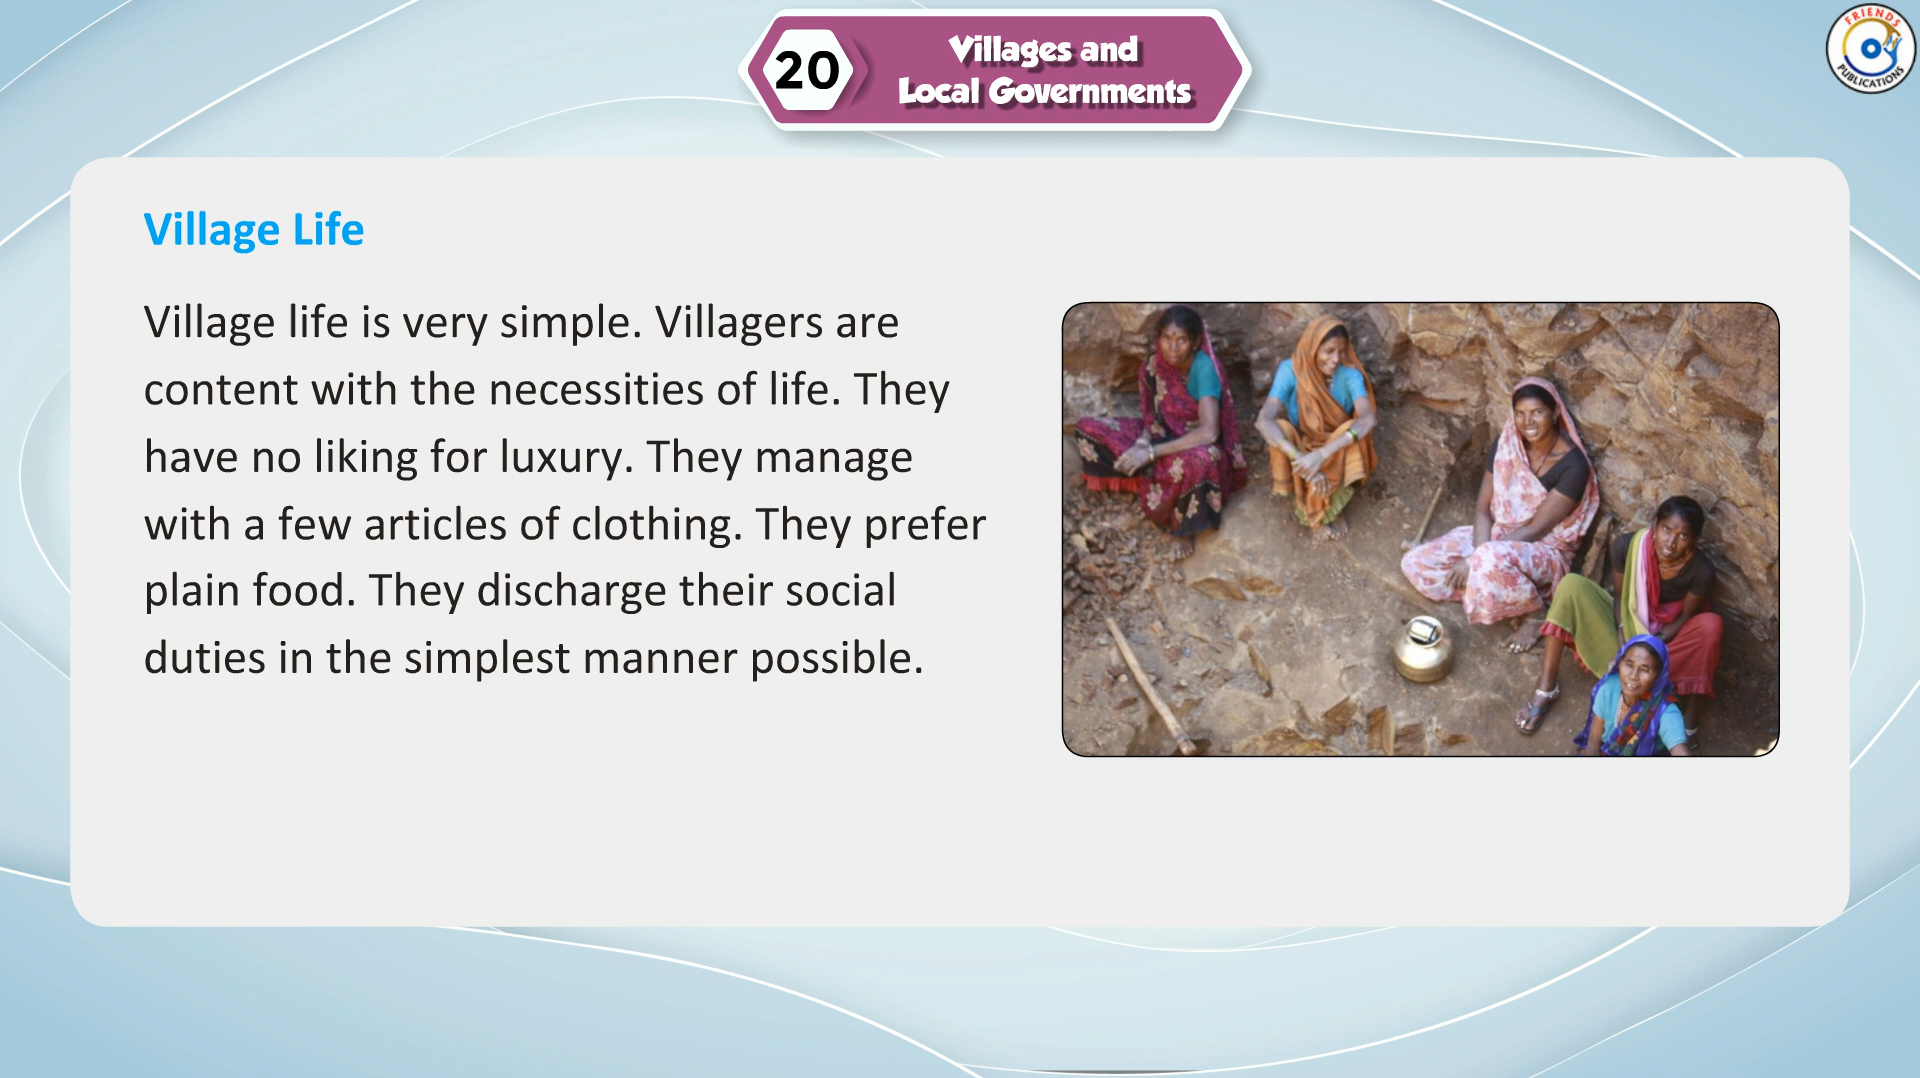 20
Villages and
Local Governments
FRIENDS
PUBLICATIONS
Village Life
Village life is very simple. Villagers are
content with the necessities of life. They
have no liking for luxury. They manage
with a few articles of clothing. They prefer
plain food. They discharge their social
duties in the simplest manner possible.